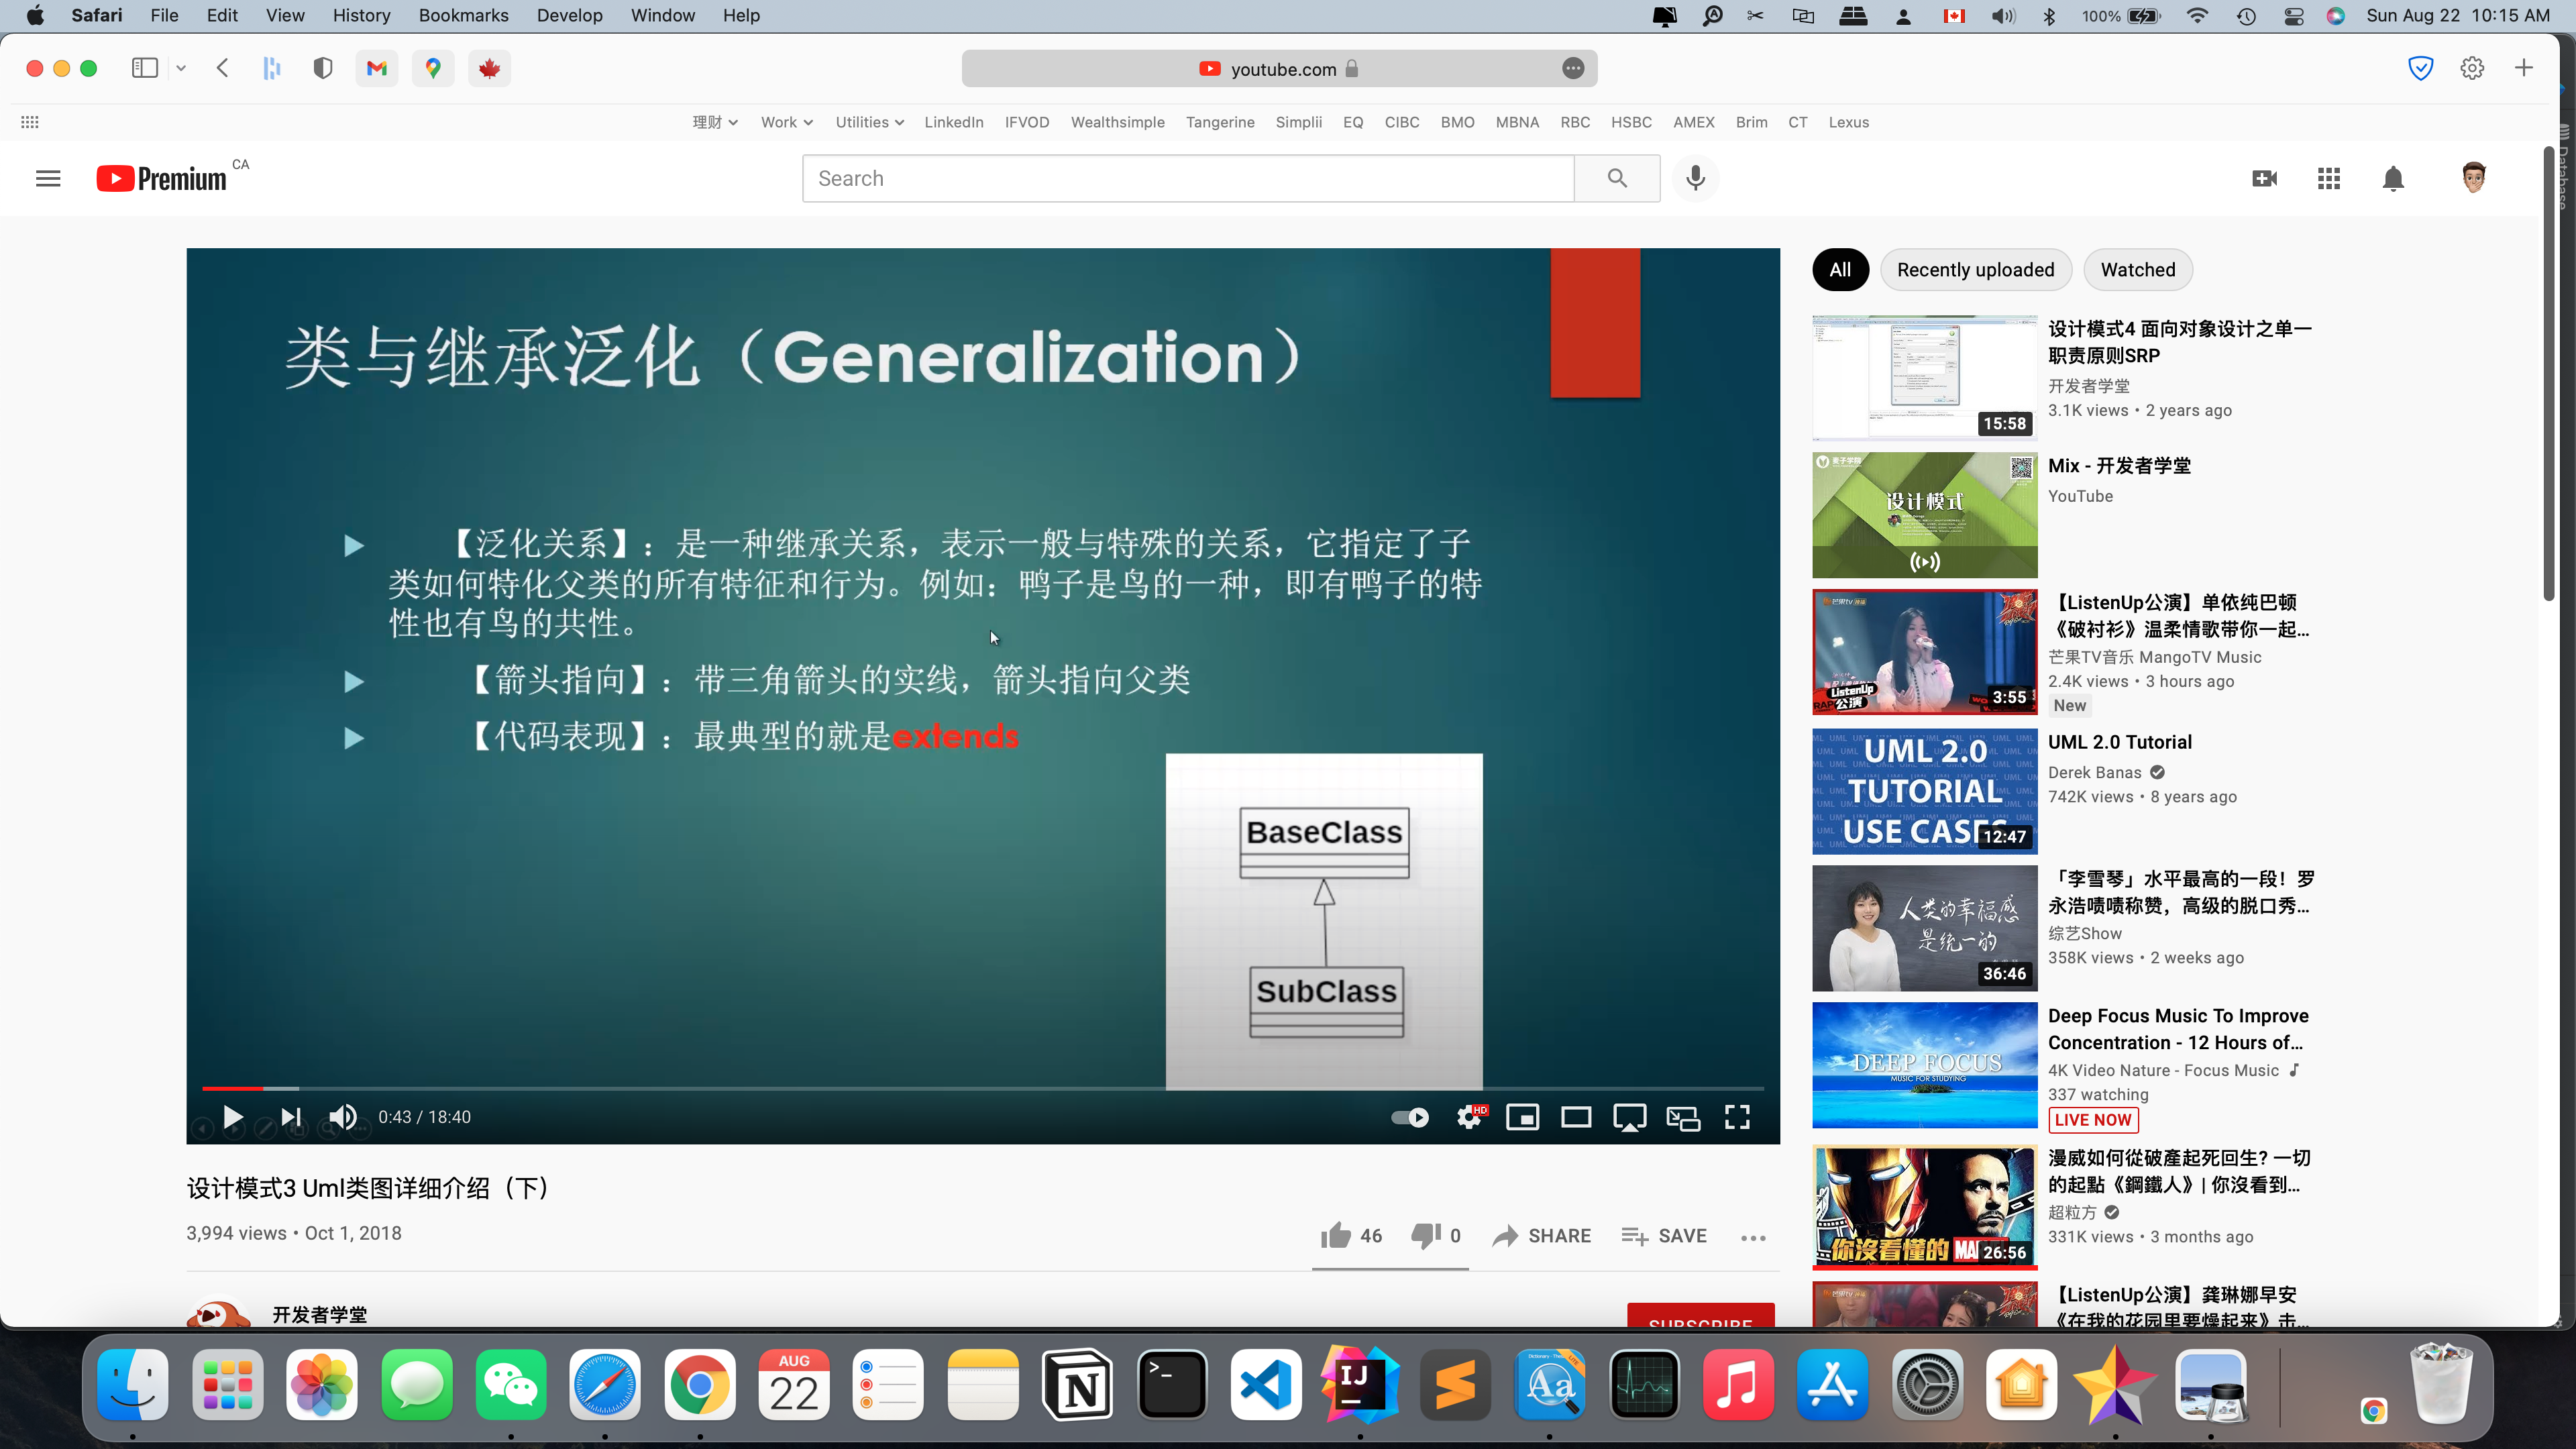 Safari File Edit View History Bookmarks Develop Window Help 100% Sun Aug 22 10:15 AM
youtube.com
理财 Work Utilities LinkedIn IFVOD Wealthsimple Tangerine Simplii EQ CIBC BMO MBNA RBC HSBC AMEX Brim CT Lexus
Database
Premium CA
Search
类与继承泛化（Generalization）
【泛化关系】：是一种继承关系，表示一般与特殊的关系，它指定了子
类如何特化父类的所有特征和行为。例如：鸭子是鸟的一种，即有鸭子的特
性也有鸟的共性。
【箭头指向】：带三角箭头的实线，箭头指向父类
【代码表现】：最典型的就是extends
BaseClass
SubClass
0:43 / 18:40
HD
设计模式3 Uml类图详细介绍（下）
3,994 views • Oct 1, 2018
46 0 SHARE SAVE
开发者学堂
SUBSCRIBE
All Recently uploaded Watched
15:58
设计模式4 面向对象设计之单一
职责原则SRP
开发者学堂
3.1K views • 2 years ago
麦子学院
设计模式
Mix - 开发者学堂
YouTube
芒果tv
ListenUp
公演
3:55
【ListenUp公演】单依纯巴顿
《破衬衫》温柔情歌带你一起...
芒果TV音乐 MangoTV Music
2.4K views • 3 hours ago
New
UML 2.0
TUTORIAL
USE CASES
12:47
UML 2.0 Tutorial
Derek Banas
742K views • 8 years ago
人类的幸福感
是统一的
36:46
「李雪琴」水平最高的一段！罗
永浩啧啧称赞，高级的脱口秀...
综艺Show
358K views • 2 weeks ago
DEEP FOCUS
MUSIC FOR STUDYING
Deep Focus Music To Improve
Concentration - 12 Hours of...
4K Video Nature - Focus Music
337 watching
LIVE NOW
你沒看懂的
26:56
漫威如何從破產起死回生? 一切
的起點《鋼鐵人》| 你沒看到...
超粒方
331K views • 3 months ago
【ListenUp公演】龚琳娜早安
《在我的花园里要燥起来》击...
AUG
22
>_
IJ
Aa